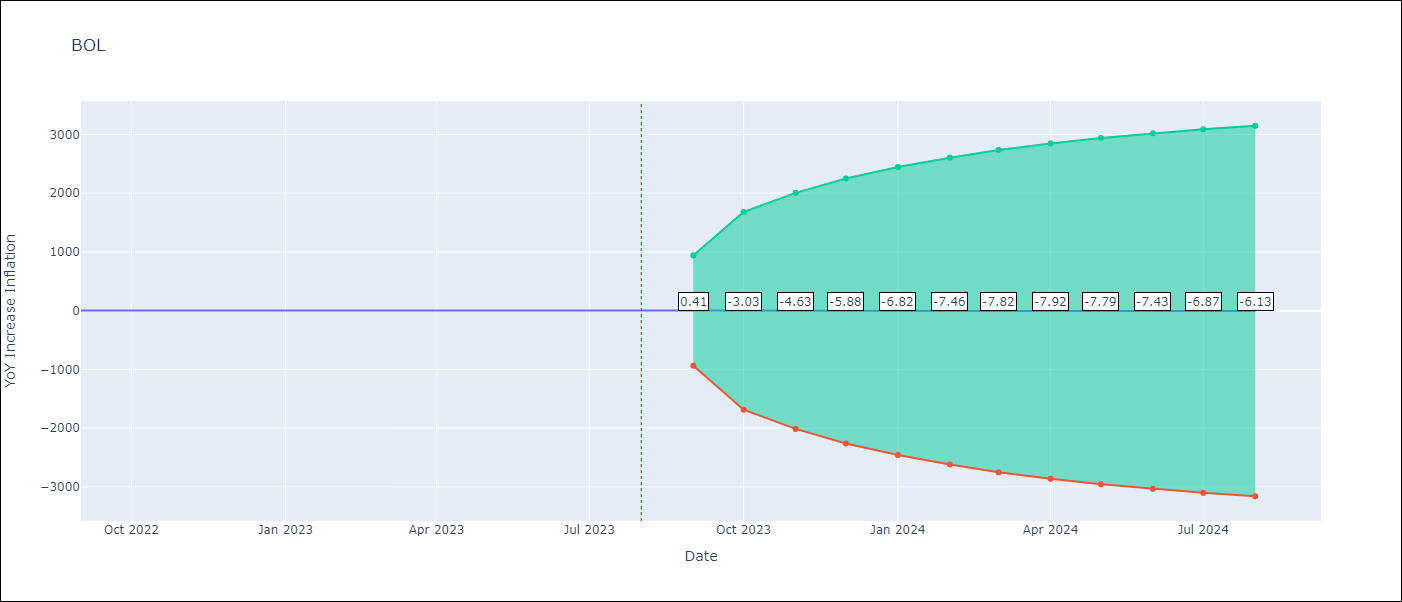 BOL
YoY Increase Inflation
3000
2000
1000
0
−1000
−2000
−3000
0.41 -3.03 -4.63 -5.88 -6.82 -7.46 -7.82 -7.92 -7.79 -7.43 -6.87 -6.13
Oct 2022 Jan 2023 Apr 2023 Jul 2023 Oct 2023 Jan 2024 Apr 2024 Jul 2024
Date